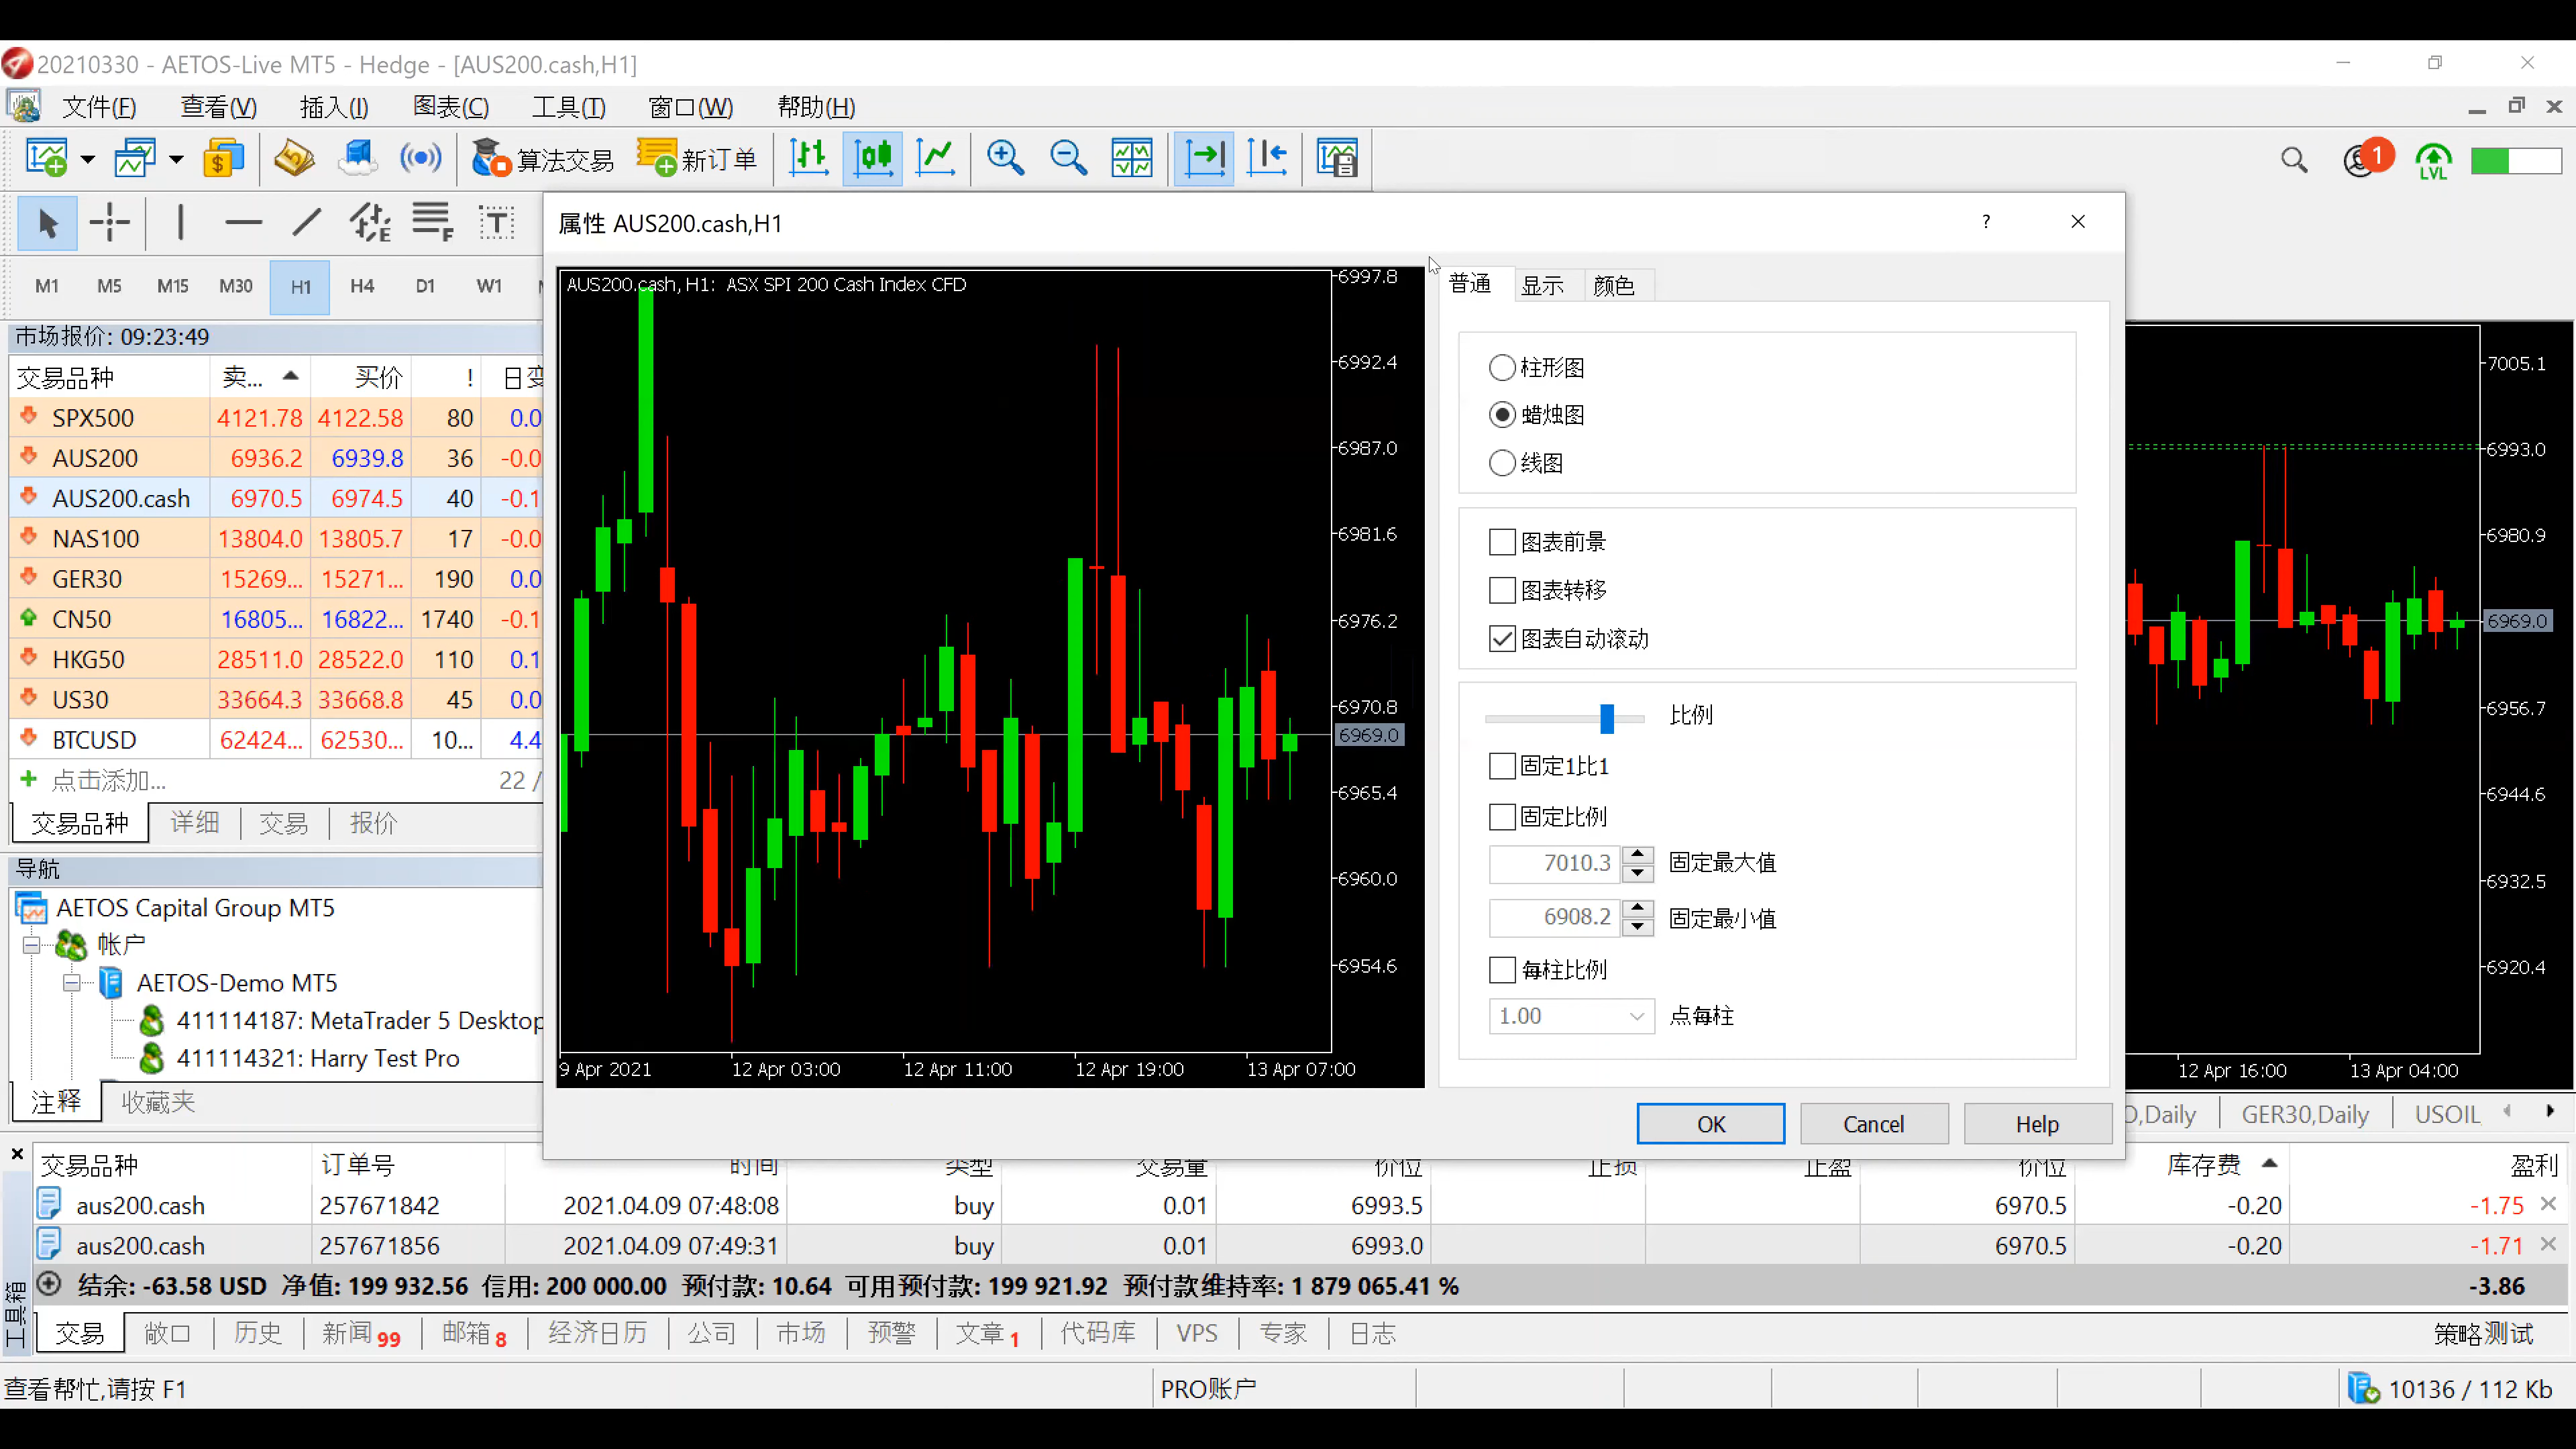 20210330 - AETOS-Live MT5 - Hedge - [AUS200.cash,H1]
文件(F) 查看(V) 插入(I) 图表(C) 工具(T) 窗口(W) 帮助(H)
算法交易 新订单 1 LVL
M1 M5 M15 M30 H1 H4 D1 W1
市场报价: 09:23:49
交易品种 卖... 买价 ! 日变
SPX500 4121.78 4122.58 80 0.0
AUS200 6936.2 6939.8 36 -0.0
AUS200.cash 6970.5 6974.5 40 -0.1
NAS100 13804.0 13805.7 17 -0.0
GER30 15269... 15271... 190 0.0
CN50 16805... 16822... 1740 -0.1
HKG50 28511.0 28522.0 110 0.1
US30 33664.3 33668.8 45 0.0
BTCUSD 62424... 62530... 10... 4.4
点击添加... 22 /
交易品种 详细 交易 报价
导航
AETOS Capital Group MT5
帐户
AETOS-Demo MT5
411114187: MetaTrader 5 Desktop
411114321: Harry Test Pro
注释 收藏夹
属性 AUS200.cash,H1 ?
AUS200.cash, H1: ASX SPI 200 Cash Index CFD
6997.8
6992.4
6987.0
6981.6
6976.2
6970.8
6969.0
6965.4
6960.0
6954.6
9 Apr 2021 12 Apr 03:00 12 Apr 11:00 12 Apr 19:00 13 Apr 07:00
普通 显示 颜色
柱形图
蜡烛图
线图
图表前景
图表转移
图表自动滚动
比例
固定1比1
固定比例
7010.3 固定最大值
6908.2 固定最小值
每柱比例
1.00 点每柱
OK Cancel Help
7005.1
6993.0
6980.9
6969.0
6956.7
6944.6
6932.5
6920.4
12 Apr 16:00 13 Apr 04:00
O,Daily GER30,Daily USOIL
交易品种 订单号 时间 类型 交易量 价位 止损 止盈 价位 库存费 盈利
aus200.cash 257671842 2021.04.09 07:48:08 buy 0.01 6993.5 6970.5 -0.20 -1.75
aus200.cash 257671856 2021.04.09 07:49:31 buy 0.01 6993.0 6970.5 -0.20 -1.71
结余: -63.58 USD 净值: 199 932.56 信用: 200 000.00 预付款: 10.64 可用预付款: 199 921.92 预付款维持率: 1 879 065.41 % -3.86
工具箱
交易 敞口 历史 新闻 99 邮箱 8 经济日历 公司 市场 预警 文章 1 代码库 VPS 专家 日志 策略测试
查看帮忙,请按 F1 PRO账户 10136 / 112 Kb